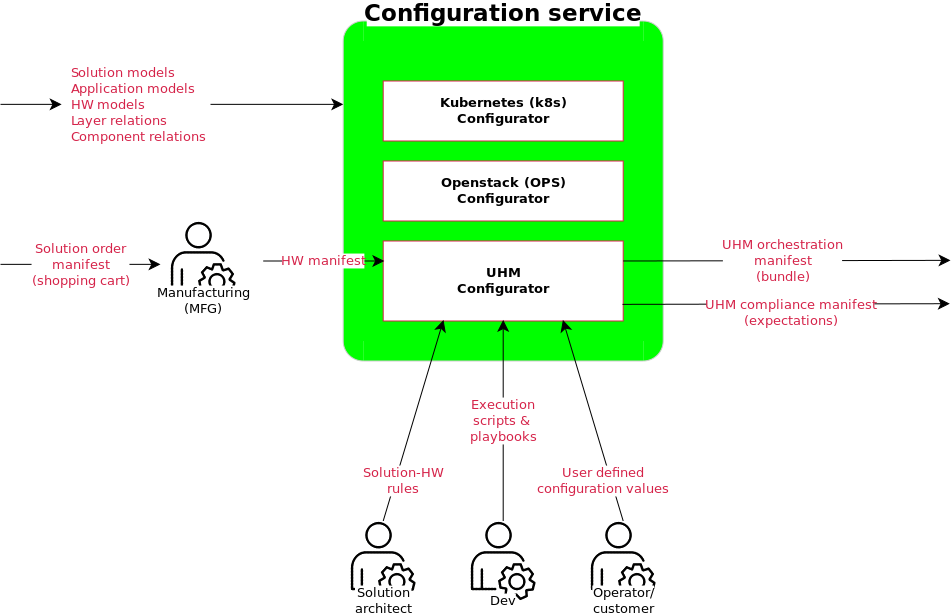 Configuration service
Solution models
Application models
HW models
Layer relations
Component relations
Kubernetes (k8s)
Configurator
Openstack (OPS)
Configurator
Solution order
manifest
(shopping cart)
Manufacturing
(MFG)
HW manifest
UHM
Configurator
UHM orchestration
manifest
(bundle)
UHM compliance manifest
(expectations)
Execution
scripts &
playbooks
Solution-HW
rules
User defined
configuration values
Solution
architect
Dev
Operator/
customer